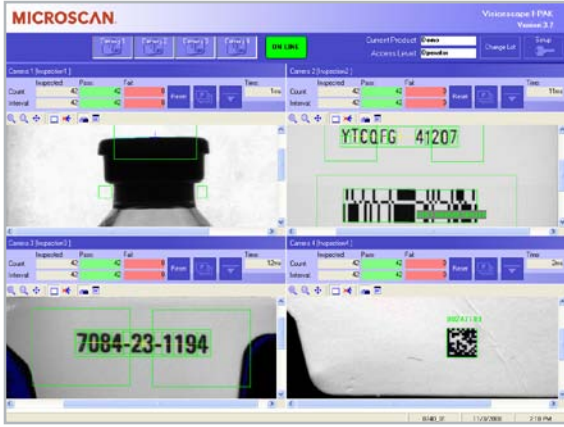 MICROSCAN.
Visionscape I-PAK
Version 3.7
ON LINE
Current Product Demo
Access Level Operator
Change Lot
Setup
Camera 1 [Inspection1]
Inspected Pass Fail Time:
Count 42 42 0 Reset 1ms
Interval 42 42 0
Camera 2 [Inspection2]
Inspected Pass Fail Time:
Count 42 42 0 Reset 11ms
Interval 42 42 0
YTCQFG 41207
Camera 3 [Inspection3]
Inspected Pass Fail Time:
Count 42 42 0 Reset 12ms
Interval 42 42 0
7084-23-1194
Camera 4 [Inspection4]
Inspected Pass Fail Time:
Count 42 42 0 Reset 2ms
Interval 42 42 0
11/3/2008 2:18 PM